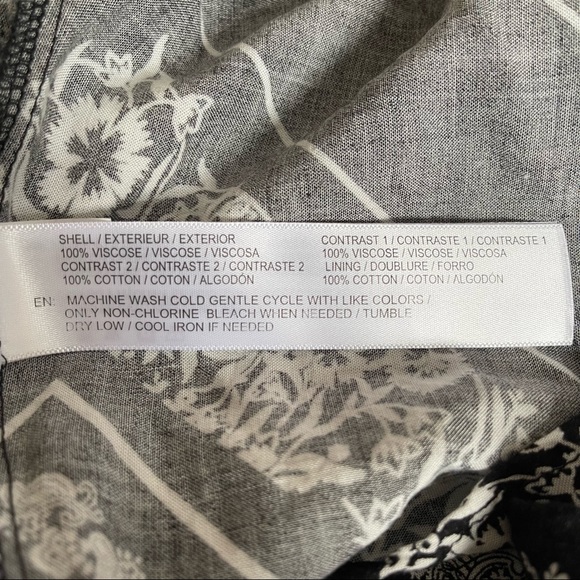 SHELL / EXTERIEUR / EXTERIOR
100% VISCOSE / VISCOSE / VISCOSA
CONTRAST 2 / CONTRASTE 2 / CONTRASTE 2
100% COTTON / COTON / ALGODÓN
CONTRAST 1 / CONTRASTE 1 / CONTRASTE 1
100% VISCOSE / VISCOSE / VISCOSA
LINING / DOUBLURE / FORRO
100% COTTON / COTON / ALGODÓN
EN: MACHINE WASH COLD GENTLE CYCLE WITH LIKE COLORS /
ONLY NON-CHLORINE BLEACH WHEN NEEDED / TUMBLE
DRY LOW / COOL IRON IF NEEDED